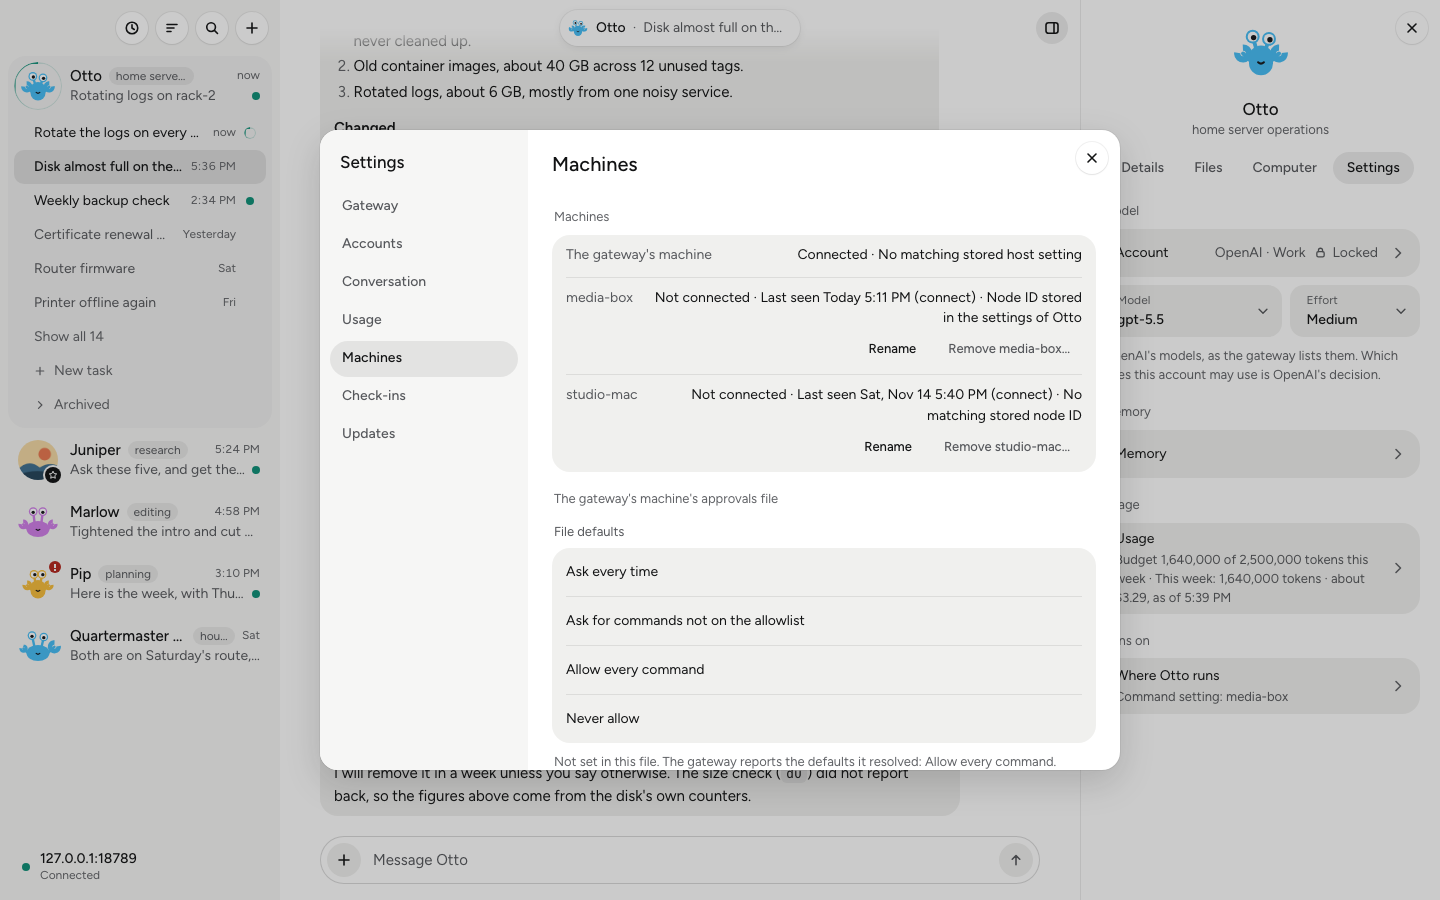 Otto
home serve...
now
Rotating logs on rack-2
Rotate the logs on every ...
now
Disk almost full on the...
5:36 PM
Weekly backup check
2:34 PM
Certificate renewal ...
Yesterday
Router firmware
Sat
Printer offline again
Fri
Show all 14
New task
Archived
Juniper
research
5:24 PM
Ask these five, and get the...
Marlow
editing
4:58 PM
Tightened the intro and cut ...
Pip
planning
3:10 PM
Here is the week, with Thu...
Quartermaster ...
hou...
Sat
Both are on Saturday's route,...
127.0.0.1:18789
Connected
Otto · Disk almost full on th...
never cleaned up.
2. Old container images, about 40 GB across 12 unused tags.
3. Rotated logs, about 6 GB, mostly from one noisy service.
Changed
Settings
Gateway
Accounts
Conversation
Usage
Machines
Check-ins
Updates
Machines
Machines
The gateway's machine
Connected · No matching stored host setting
media-box
Not connected · Last seen Today 5:11 PM (connect) · Node ID stored
in the settings of Otto
Rename
Remove media-box...
studio-mac
Not connected · Last seen Sat, Nov 14 5:40 PM (connect) · No
matching stored node ID
Rename
Remove studio-mac...
The gateway's machine's approvals file
File defaults
Ask every time
Ask for commands not on the allowlist
Allow every command
Never allow
Not set in this file. The gateway reports the defaults it resolved: Allow every command.
I will remove it in a week unless you say otherwise. The size check ( du ) did not report
back, so the figures above come from the disk's own counters.
Message Otto
Otto
home server operations
Details
Files
Computer
Settings
Account
OpenAI · Work
Locked
Model
gpt-5.5
Effort
Medium
OpenAI's models, as the gateway lists them. Which
this account may use is OpenAI's decision.
Memory
Usage
Budget 1,640,000 of 2,500,000 tokens this
week · This week: 1,640,000 tokens · about
$3.29, as of 5:39 PM
on
Where Otto runs
Command setting: media-box